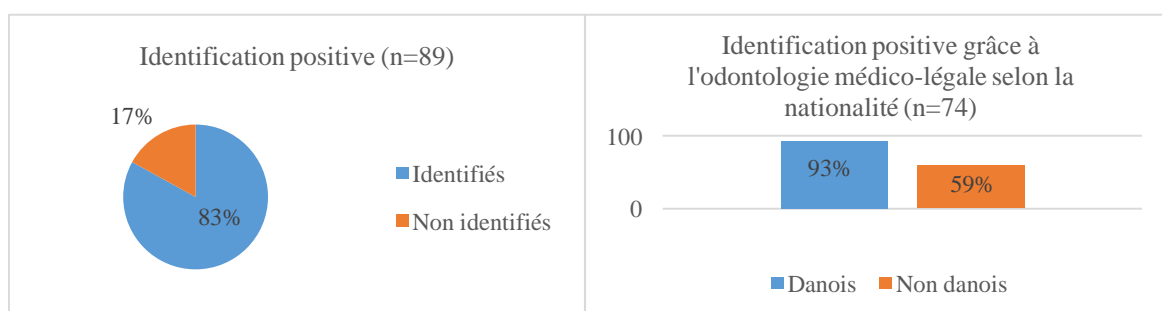 Identification positive (n=89)
17%
83%
Identifiés
Non identifiés
Identification positive grâce à
l'odontologie médico-légale selon la
nationalité (n=74)
100
93%
59%
0
Danois Non danois